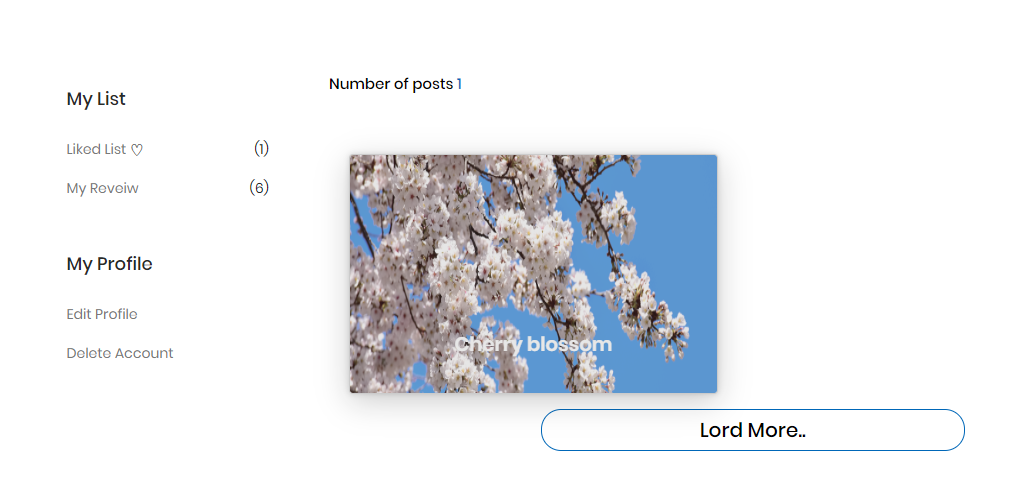 My List
Liked List ♡ (1)
My Reveiw (6)
My Profile
Edit Profile
Delete Account
Number of posts 1
Cherry blossom
Lord More..